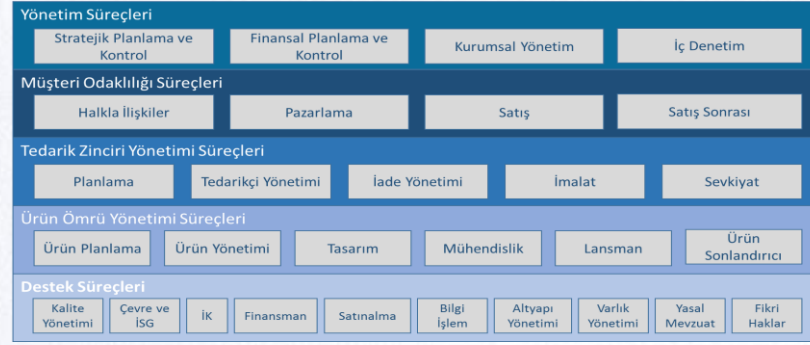 Yönetim Süreçleri
Stratejik Planlama ve
Kontrol
Finansal Planlama ve
Kontrol
Kurumsal Yönetim
İç Denetim
Müşteri Odaklılığı Süreçleri
Halkla İlişkiler
Pazarlama
Satış
Satış Sonrası
Tedarik Zinciri Yönetimi Süreçleri
Planlama
Tedarikçi Yönetimi
İade Yönetimi
İmalat
Sevkiyat
Ürün Ömrü Yönetimi Süreçleri
Ürün Planlama
Ürün Yönetimi
Tasarım
Mühendislik
Lansman
Ürün
Sonlandırıcı
Destek Süreçleri
Kalite
Yönetimi
Çevre ve
İSG
İK
Finansman
Satınalma
Bilgi
İşlem
Altyapı
Yönetimi
Varlık
Yönetimi
Yasal
Mevzuat
Fikri
Haklar